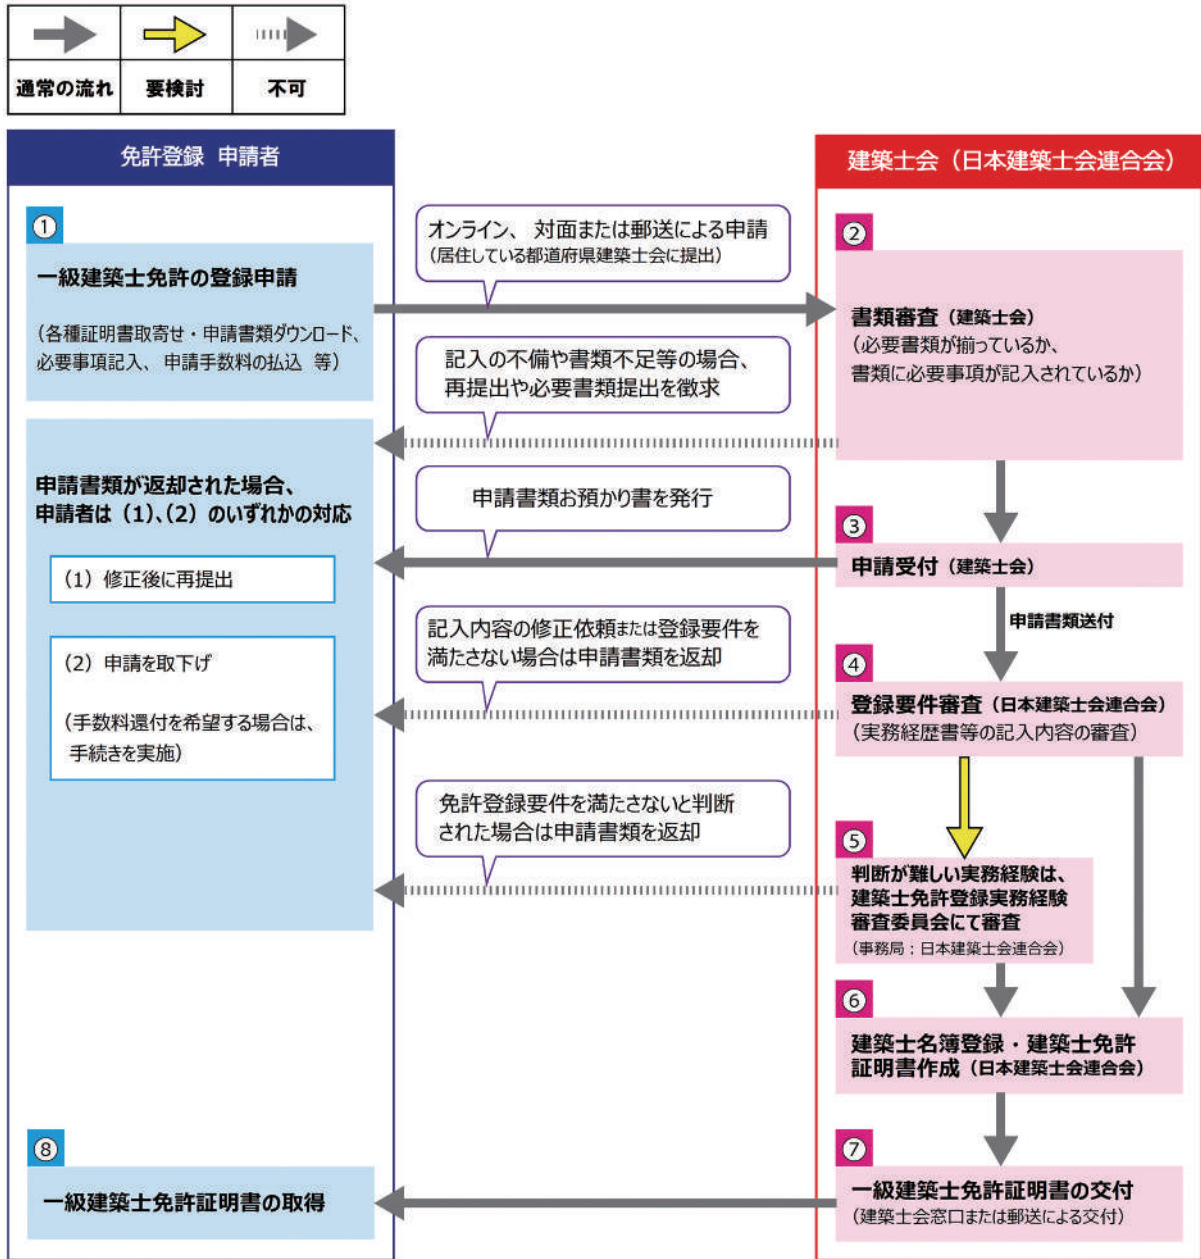 通常の流れ
要検討
不可
免許登録 申請者
建築士会（日本建築士会連合会）
①
一級建築士免許の登録申請
（各種証明書取寄せ・申請書類ダウンロード、
必要事項記入、申請手数料の払込 等）
オンライン、対面または郵送による申請
（居住している都道府県建築士会に提出）
②
書類審査（建築士会）
（必要書類が揃っているか、
書類に必要事項が記入されているか）
記入の不備や書類不足等の場合、
再提出や必要書類提出を徴求
申請書類が返却された場合、
申請者は（1）、（2）のいずれかの対応
（1）修正後に再提出
（2）申請を取下げ
（手数料還付を希望する場合は、
手続きを実施）
申請書類お預かり書を発行
③
申請受付（建築士会）
申請書類送付
記入内容の修正依頼または登録要件を
満たさない場合は申請書類を返却
④
登録要件審査（日本建築士会連合会）
（実務経歴書等の記入内容の審査）
免許登録要件を満たさないと判断
された場合は申請書類を返却
⑤
判断が難しい実務経験は、
建築士免許登録実務経験
審査委員会にて審査
（事務局：日本建築士会連合会）
⑥
建築士名簿登録・建築士免許
証明書作成（日本建築士会連合会）
⑦
一級建築士免許証明書の交付
（建築士会窓口または郵送による交付）
⑧
一級建築士免許証明書の取得